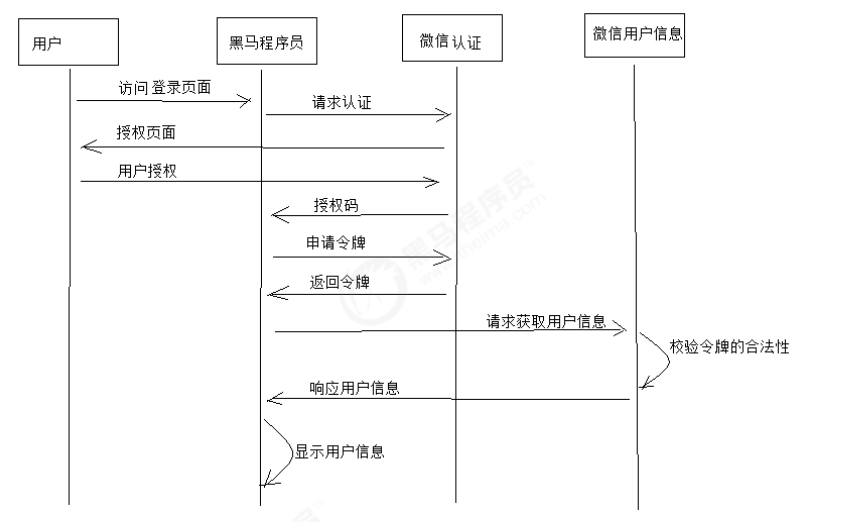 用户
黑马程序员
微信认证
微信用户信息
访问 登录页面
请求认证
授权页面
用户授权
授权码
申请令牌
返回令牌
请求获取用户信息
校验令牌的合法性
响应用户信息
显示用户信息
黑马程序员